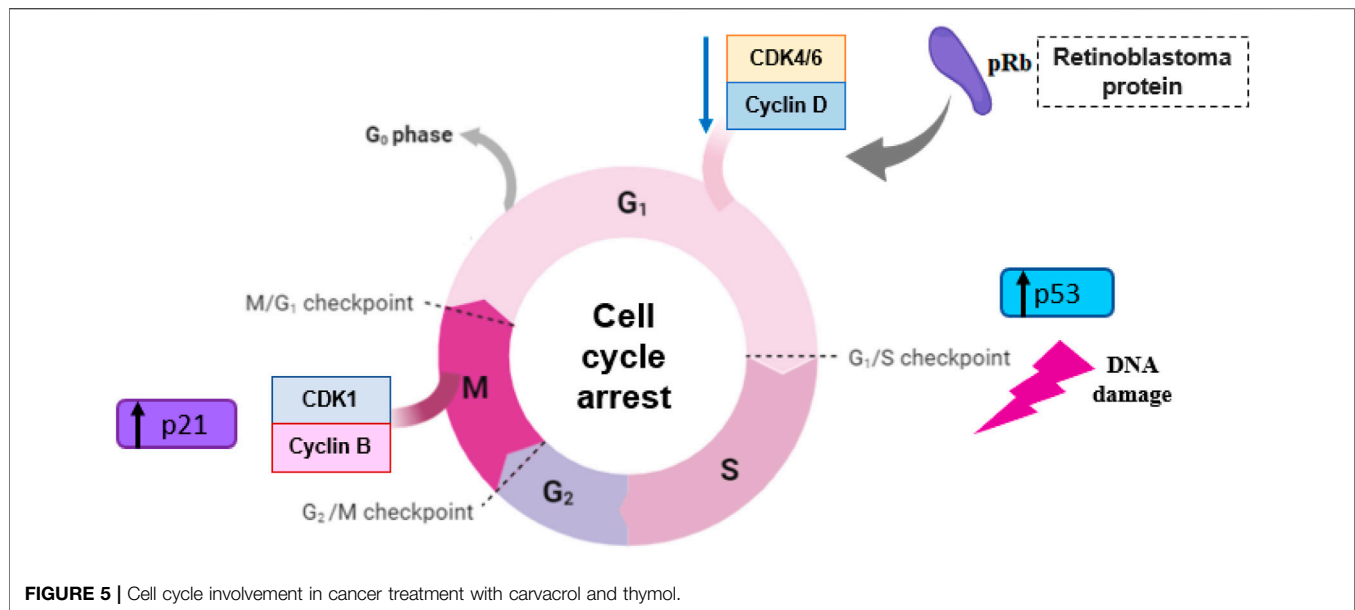 CDK4/6
Cyclin D
pRb
Retinoblastoma
protein
G₀ phase
G₁
M/G₁ checkpoint
Cell
cycle
arrest
p53
G₁/S checkpoint
DNA
damage
M
CDK1
Cyclin B
p21
S
G₂
G₂/M checkpoint
FIGURE 5 | Cell cycle involvement in cancer treatment with carvacrol and thymol.